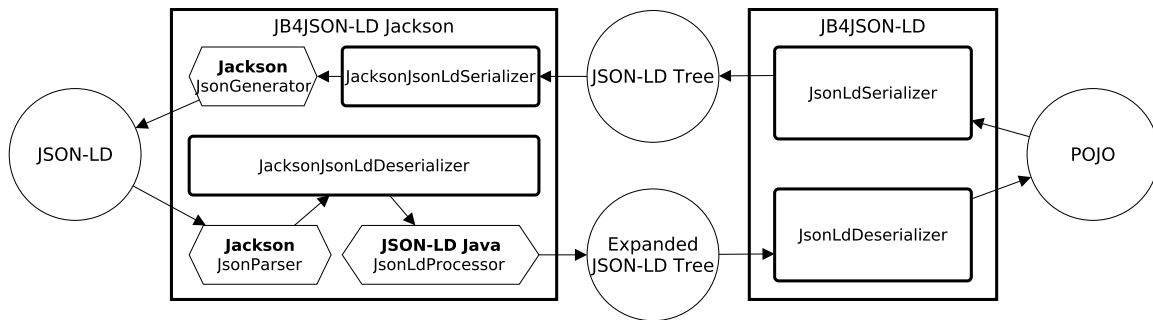 JB4JSON-LD Jackson
JB4JSON-LD
Jackson
JsonGenerator
JacksonJsonLdSerializer
JSON-LD Tree
JsonLdSerializer
JSON-LD
JacksonJsonLdDeserializer
POJO
Jackson
JsonParser
JSON-LD Java
JsonLdProcessor
Expanded
JSON-LD Tree
JsonLdDeserializer